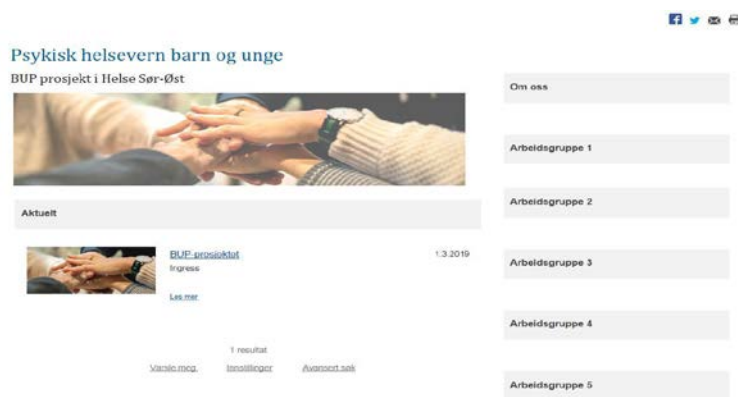 Psykisk helsevern barn og unge
BUP prosjekt i Helse Sør-Øst
Aktuelt
BUP-prosjektet
1.3.2019
Ingress
Les mer
1 resultat
Varsle meg
Innstillinger
Avansert søk
Om oss
Arbeidsgruppe 1
Arbeidsgruppe 2
Arbeidsgruppe 3
Arbeidsgruppe 4
Arbeidsgruppe 5